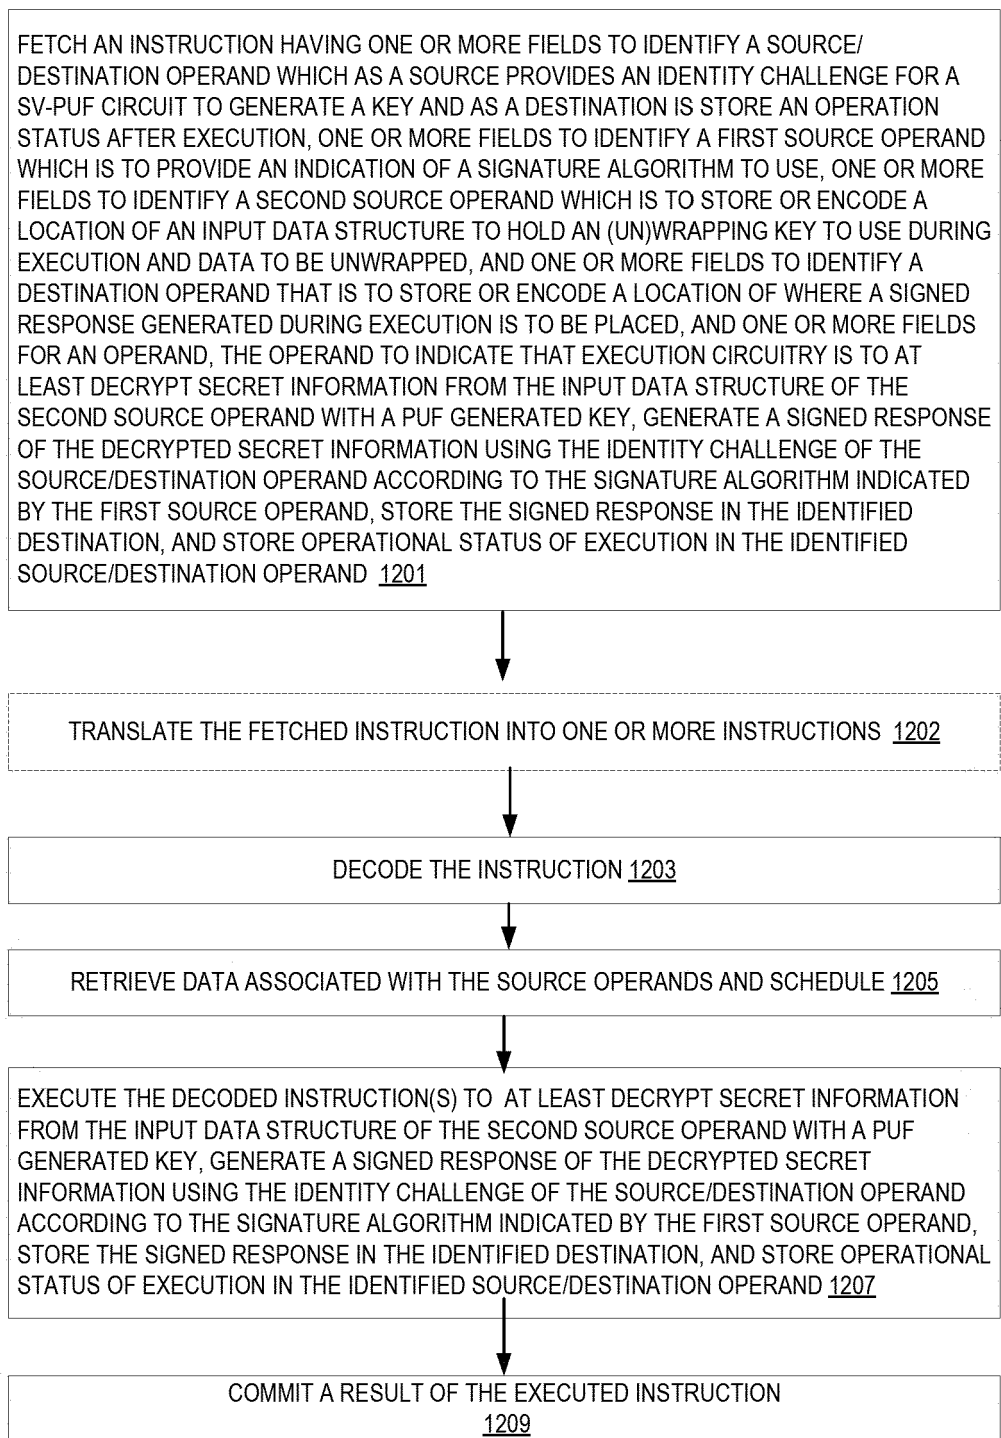 FETCH AN INSTRUCTION HAVING ONE OR MORE FIELDS TO IDENTIFY A SOURCE/
DESTINATION OPERAND WHICH AS A SOURCE PROVIDES AN IDENTITY CHALLENGE FOR A
SV-PUF CIRCUIT TO GENERATE A KEY AND AS A DESTINATION IS STORE AN OPERATION
STATUS AFTER EXECUTION, ONE OR MORE FIELDS TO IDENTIFY A FIRST SOURCE OPERAND
WHICH IS TO PROVIDE AN INDICATION OF A SIGNATURE ALGORITHM TO USE, ONE OR MORE
FIELDS TO IDENTIFY A SECOND SOURCE OPERAND WHICH IS TO STORE OR ENCODE A
LOCATION OF AN INPUT DATA STRUCTURE TO HOLD AN (UN)WRAPPING KEY TO USE DURING
EXECUTION AND DATA TO BE UNWRAPPED, AND ONE OR MORE FIELDS TO IDENTIFY A
DESTINATION OPERAND THAT IS TO STORE OR ENCODE A LOCATION OF WHERE A SIGNED
RESPONSE GENERATED DURING EXECUTION IS TO BE PLACED, AND ONE OR MORE FIELDS
FOR AN OPERAND, THE OPERAND TO INDICATE THAT EXECUTION CIRCUITRY IS TO AT
LEAST DECRYPT SECRET INFORMATION FROM THE INPUT DATA STRUCTURE OF THE
SECOND SOURCE OPERAND WITH A PUF GENERATED KEY, GENERATE A SIGNED RESPONSE
OF THE DECRYPTED SECRET INFORMATION USING THE IDENTITY CHALLENGE OF THE
SOURCE/DESTINATION OPERAND ACCORDING TO THE SIGNATURE ALGORITHM INDICATED
BY THE FIRST SOURCE OPERAND, STORE THE SIGNED RESPONSE IN THE IDENTIFIED
DESTINATION, AND STORE OPERATIONAL STATUS OF EXECUTION IN THE IDENTIFIED
SOURCE/DESTINATION OPERAND 1201
TRANSLATE THE FETCHED INSTRUCTION INTO ONE OR MORE INSTRUCTIONS 1202
DECODE THE INSTRUCTION 1203
RETRIEVE DATA ASSOCIATED WITH THE SOURCE OPERANDS AND SCHEDULE 1205
EXECUTE THE DECODED INSTRUCTION(S) TO AT LEAST DECRYPT SECRET INFORMATION
FROM THE INPUT DATA STRUCTURE OF THE SECOND SOURCE OPERAND WITH A PUF
GENERATED KEY, GENERATE A SIGNED RESPONSE OF THE DECRYPTED SECRET
INFORMATION USING THE IDENTITY CHALLENGE OF THE SOURCE/DESTINATION OPERAND
ACCORDING TO THE SIGNATURE ALGORITHM INDICATED BY THE FIRST SOURCE OPERAND,
STORE THE SIGNED RESPONSE IN THE IDENTIFIED DESTINATION, AND STORE OPERATIONAL
STATUS OF EXECUTION IN THE IDENTIFIED SOURCE/DESTINATION OPERAND 1207
COMMIT A RESULT OF THE EXECUTED INSTRUCTION
1209